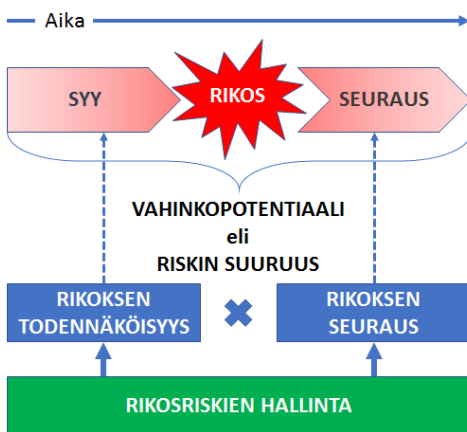 Aika
SYY
RIKOS
SEURAUS
VAHINKOPOTENTIAALI
eli
RISKIN SUURUUS
RIKOKSEN
TODENNÄKÖISYYS
RIKOKSEN
SEURAUS
RIKOSRISKIEN HALLINTA